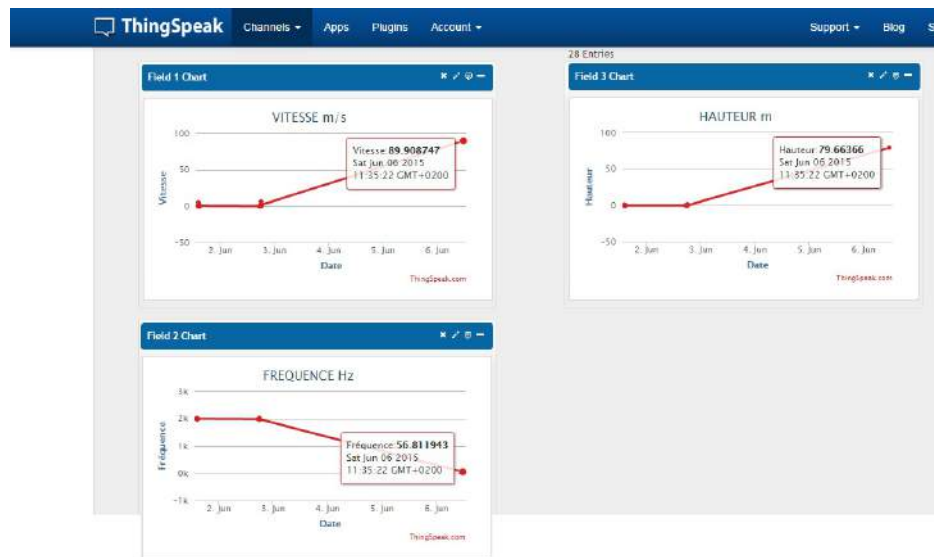 ThingSpeak Channels Apps Plugins Account Support Blog
28 Entries
Field 1 Chart
VITESSE m/s
100
50
0
-50
Vitesse
Vitesse:89.908747
Sat Jun 06 2015
11:35:22 GMT+0200
2. Jun 3. Jun 4. Jun 5. Jun 6. Jun
Date
ThingSpeak.com
Field 3 Chart
HAUTEUR m
100
50
0
-50
Hauteur
Hauteur:79.66366
Sat Jun 06 2015
11:35:22 GMT+0200
2. Jun 3. Jun 4. Jun 5. Jun 6. Jun
Date
ThingSpeak.com
Field 2 Chart
FREQUENCE Hz
2k
1k
0k
-1k
Fréquence
Fréquence:56.811943
Sat Jun 06 2015
11:35:22 GMT+0200
2. Jun 3. Jun 4. Jun 5. Jun 6. Jun
Date
ThingSpeak.com